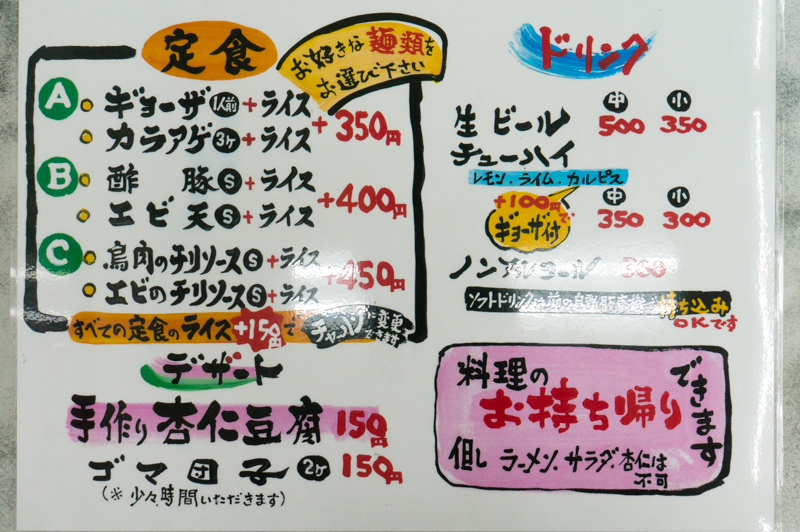 定食
お好きな麺類を
お選び下さい
A
ギョーザ 1人前 + ライス
カラアゲ 3ケ + ライス
+350円
B
酢豚 S + ライス
エビ天 S + ライス
+400円
C
鳥肉のチリソース S + ライス
エビのチリソース S + ライス
+450円
すべての定食のライス +150円で チャーハンに変更できます
デザート
手作り杏仁豆腐 150円
ゴマ団子 2ケ 150円
(※少々時間いただきます)
ドリンク
中 小
生ビール 500 350
チューハイ
レモン.ライム.カルピス
+100円で
ギョーザ付
中 小
350 300
ノンアルコール 300
ソフトドリンクは前の自動販売機 持ち込み
OKです
料理の
お持ち帰り
できます
但し ラーメン.サラダ.杏仁は
不可